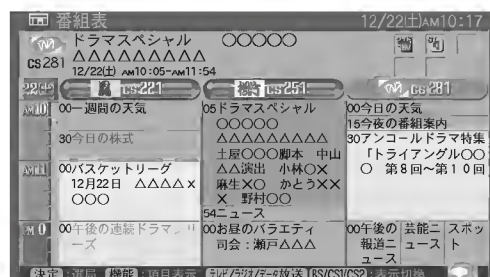 番組表 12/22(土)AM10:17
ドラマスペシャル ○○○○○
CS281 △△△△△△△△△
12/22(土) AM10:05~AM11:54
22(土) CS221 CS251 CS281
AM10 00一週間の天気
30今日の株式
AM11 00バスケットリーグ
12月22日 △△△△×
○○○
PM 0 00午後の連続ドラマシリ
ーズ
05ドラマスペシャル
○○○○○
△△△△△△△△△
土屋○○○脚本 中山
△△演出 小林○×
麻生×○ かとう××
× 野村○○
54ニュース
00お昼のバラエティ
司会:瀬戸△△△
00今日の天気
15今夜の番組案内
30アンコールドラマ特集
「トライアングル○○
○ 第8回~第10回
00午後の
報道ニ
ュース
芸能ニ
ュース
スポッ
ト
決定:選局 機能:項目表示 テレビ/ラジオ/データ放送 BS/CS1/CS2:表示切換